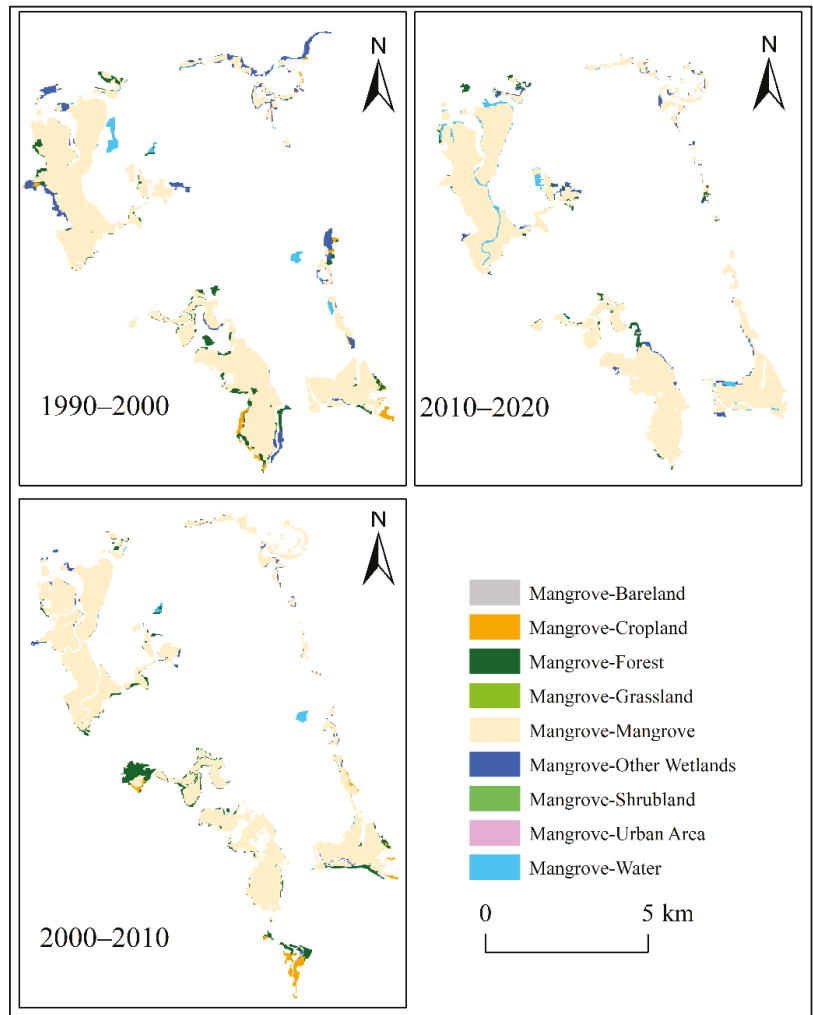 N
1990–2000
N
2010–2020
N
2000–2010
Mangrove-Bareland
Mangrove-Cropland
Mangrove-Forest
Mangrove-Grassland
Mangrove-Mangrove
Mangrove-Other Wetlands
Mangrove-Shrubland
Mangrove-Urban Area
Mangrove-Water
0 5 km